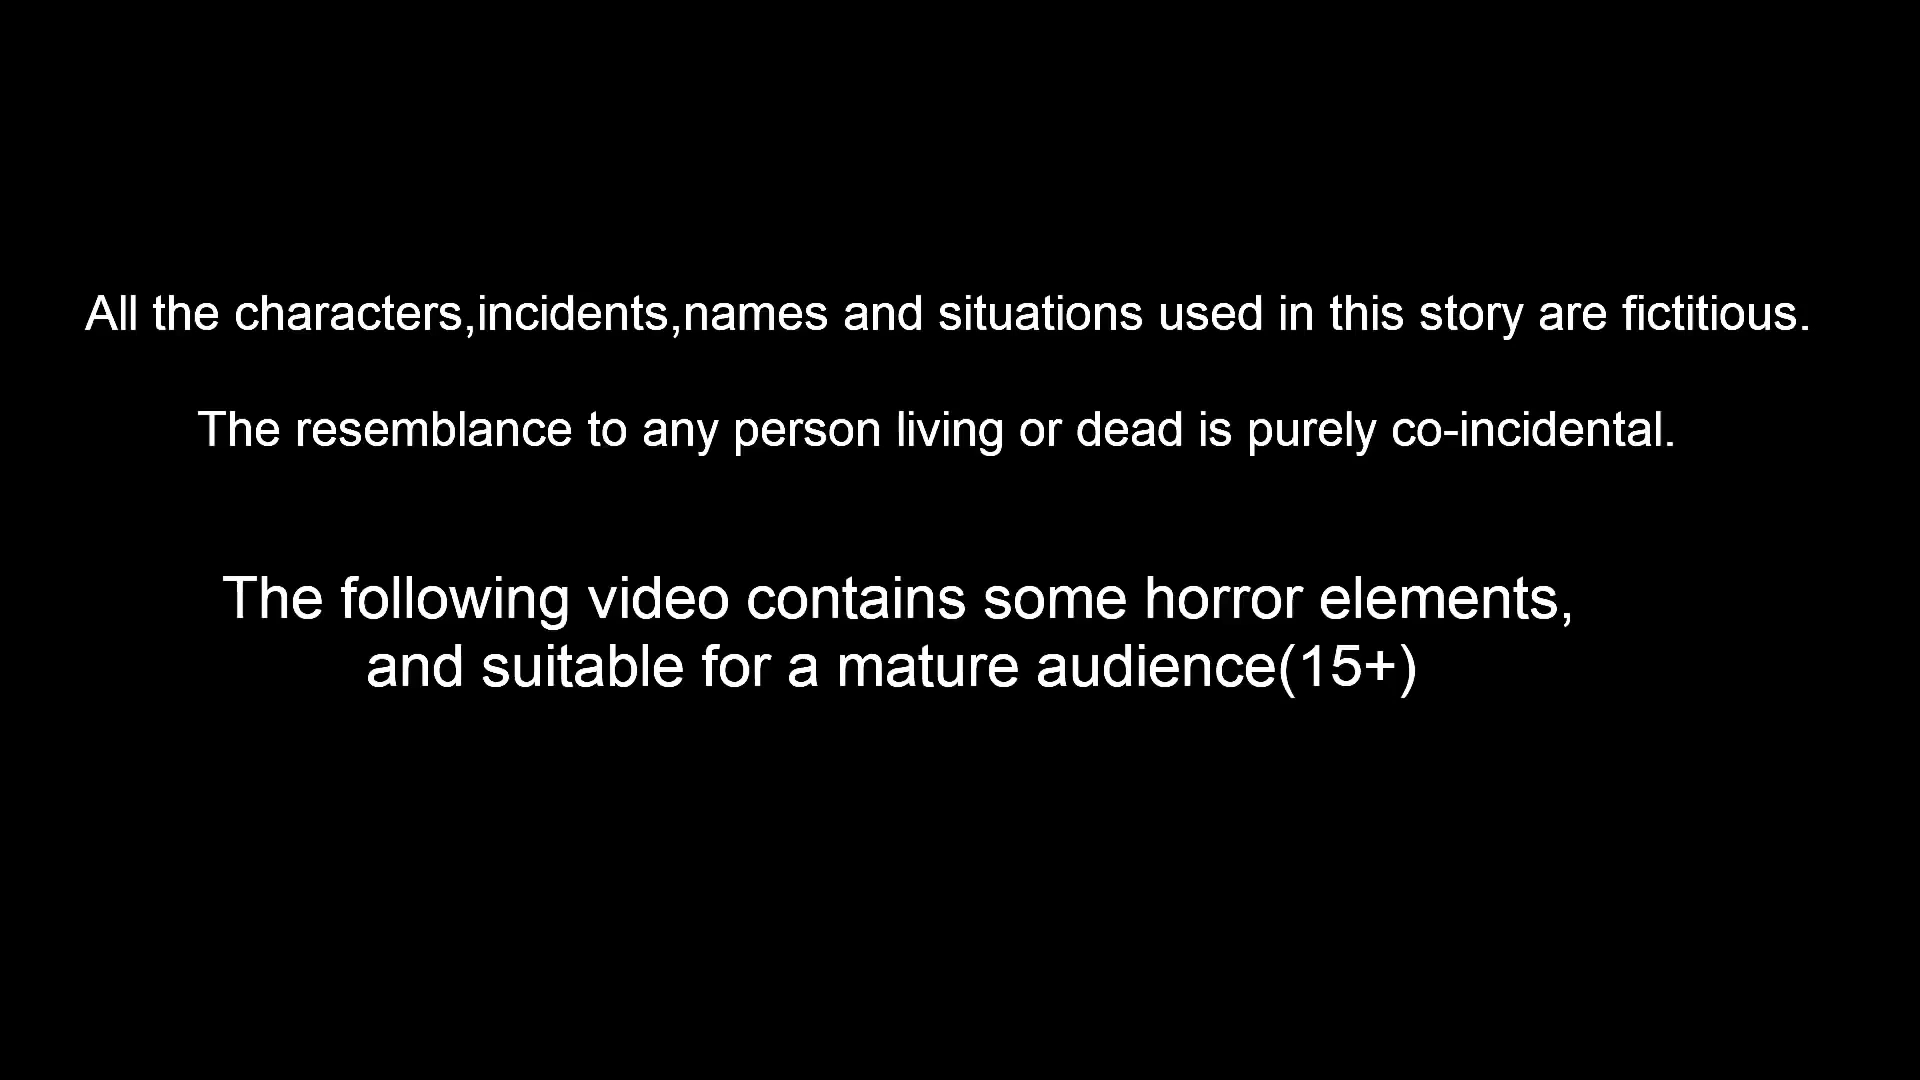 All the characters,incidents,names and situations used in this story are fictitious.
The resemblance to any person living or dead is purely co-incidental.
The following video contains some horror elements,
and suitable for a mature audience(15+)